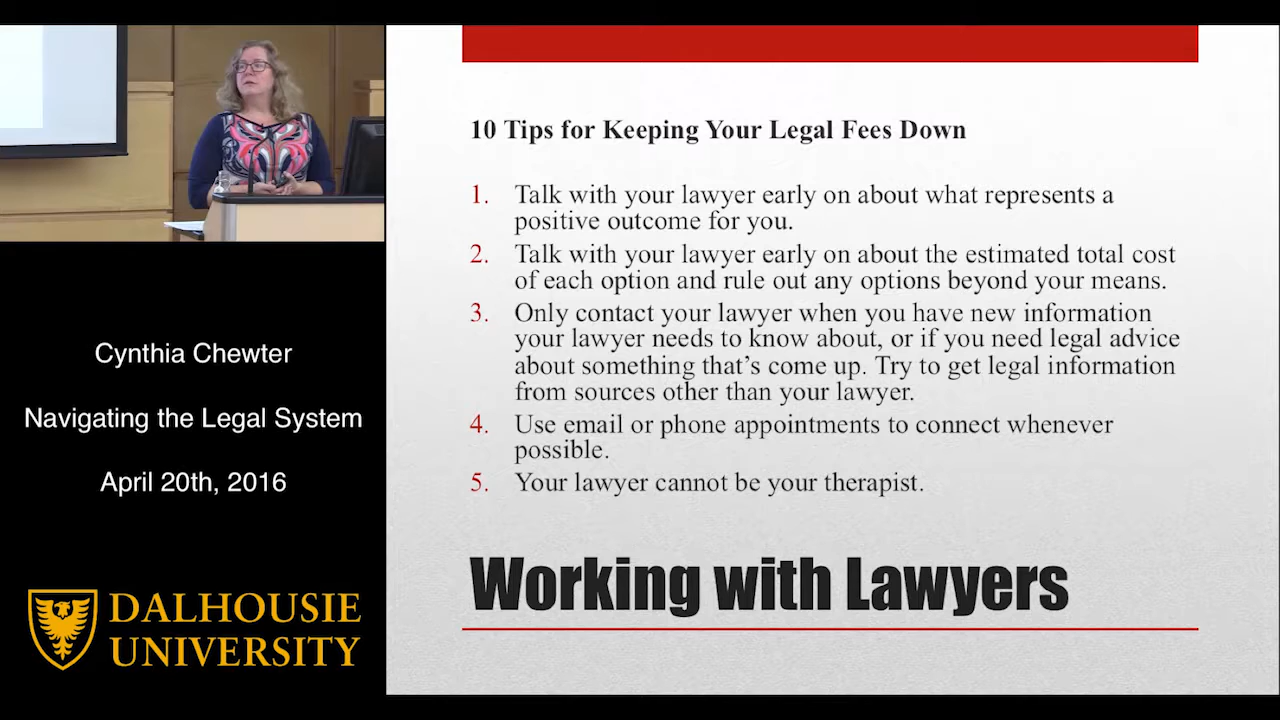 Cynthia Chewter
Navigating the Legal System
April 20th, 2016
DALHOUSIE
UNIVERSITY
10 Tips for Keeping Your Legal Fees Down
1. Talk with your lawyer early on about what represents a
positive outcome for you.
2. Talk with your lawyer early on about the estimated total cost
of each option and rule out any options beyond your means.
3. Only contact your lawyer when you have new information
your lawyer needs to know about, or if you need legal advice
about something that's come up. Try to get legal information
from sources other than your lawyer.
4. Use email or phone appointments to connect whenever
possible.
5. Your lawyer cannot be your therapist.
Working with Lawyers